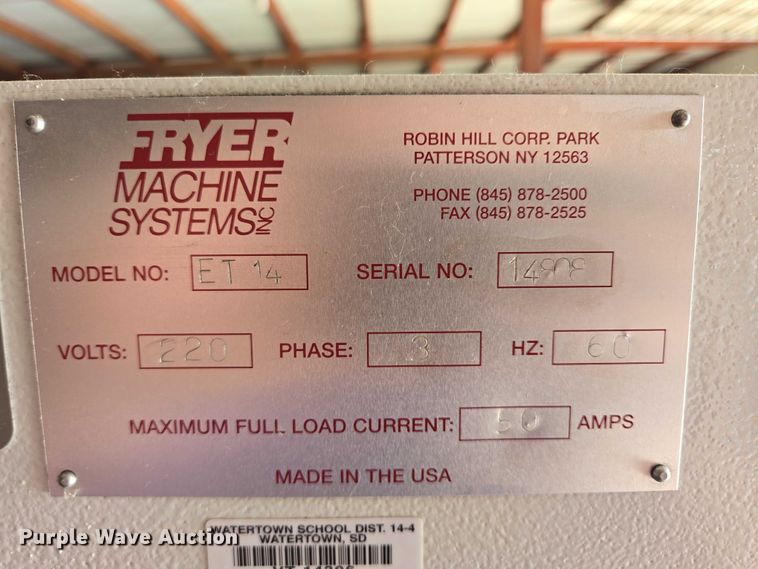 FRYER
MACHINE
SYSTEMS INC
ROBIN HILL CORP. PARK
PATTERSON NY 12563
PHONE (845) 878-2500
FAX (845) 878-2525
MODEL NO: ET 14
SERIAL NO: 14808
VOLTS: 220
PHASE: 3
HZ: 60
MAXIMUM FULL LOAD CURRENT: 50 AMPS
MADE IN THE USA
WATERTOWN SCHOOL DIST. 14-4
WATERTOWN, SD
Purple Wave Auction